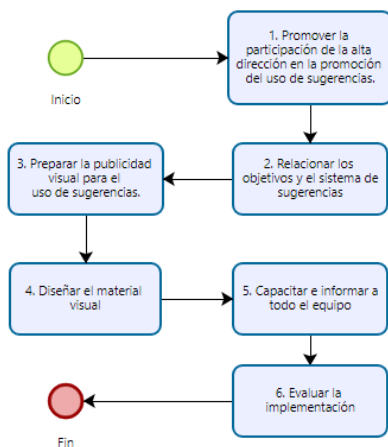 1. Promover la
participación de la alta
dirección en la promoción
del uso de sugerencias.
Inicio
3. Preparar la publicidad
visual para el
uso de sugerencias.
2. Relacionar los
objetivos y el sistema de
sugerencias
4. Diseñar el material
visual
5. Capacitar e informar a
todo el equipo
6. Evaluar la
implementación
Fin